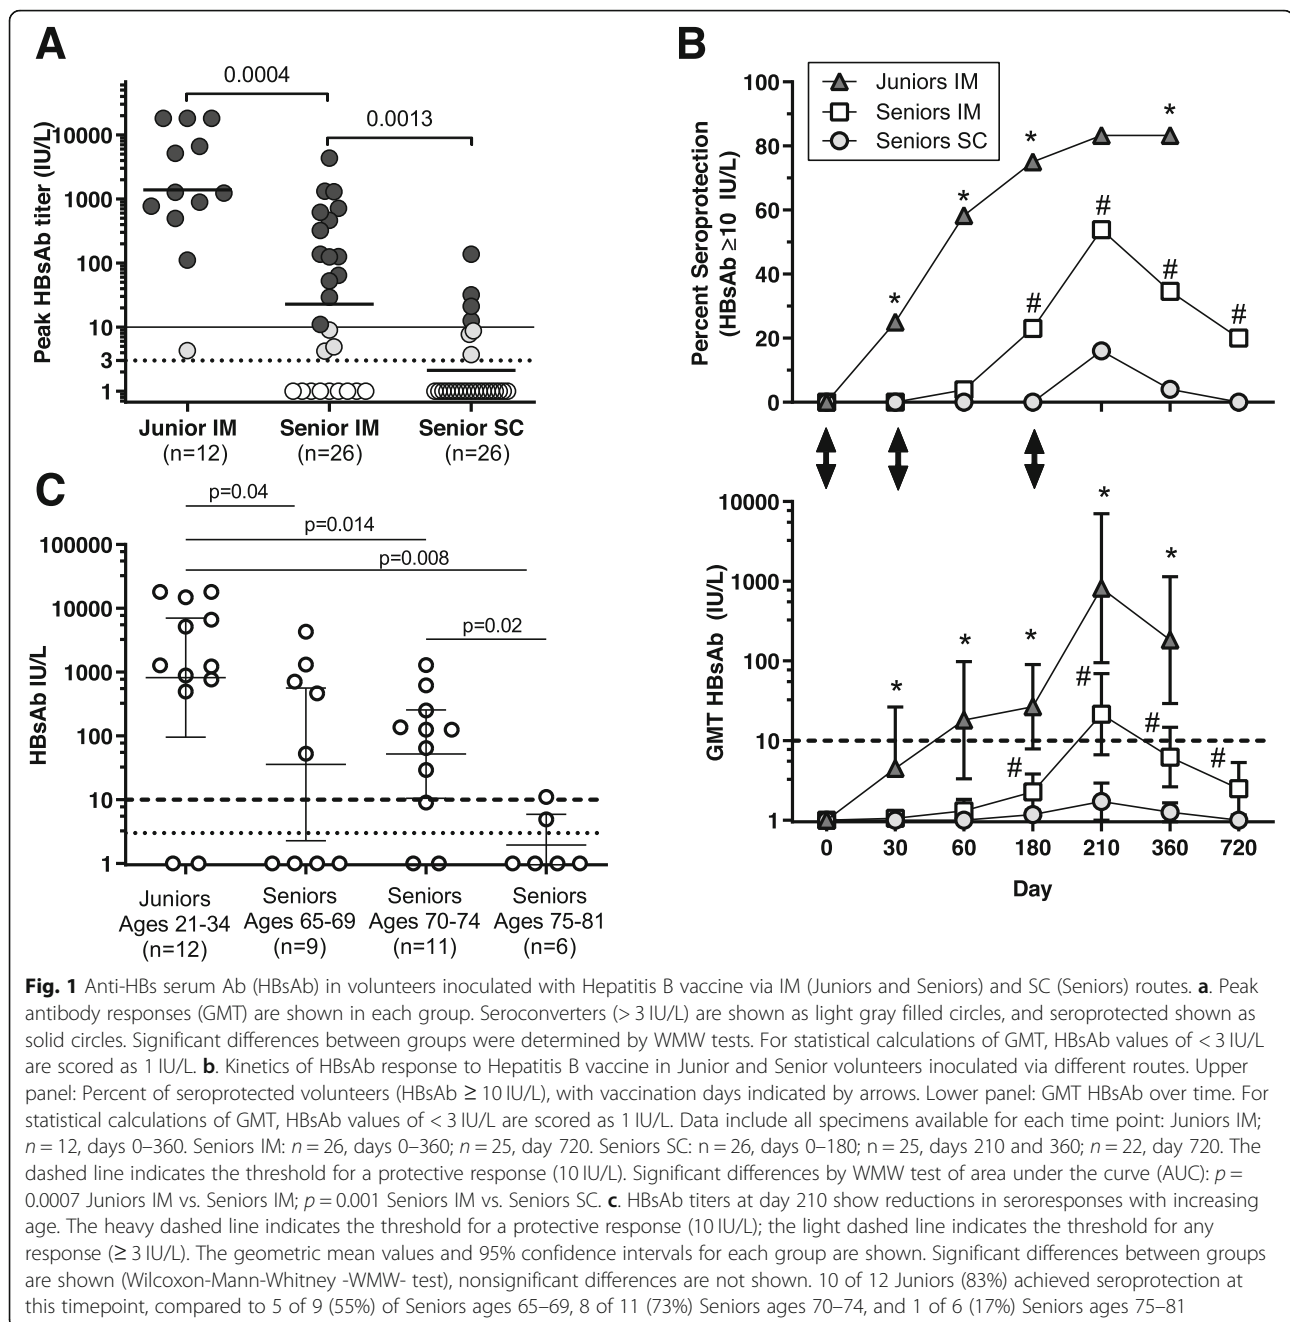 A
0.0004
0.0013
Peak HBsAb titer (IU/L)
10000
1000
100
10
3
1
Junior IM
(n=12)
Senior IM
(n=26)
Senior SC
(n=26)
B
Juniors IM
Seniors IM
Seniors SC
Percent Seroprotection
(HBsAb ≥10 IU/L)
100
80
60
40
20
0
*
*
*
*
#
#
#
#
GMT HBsAb (IU/L)
10000
1000
100
10
1
*
*
*
*
*
#
#
#
#
0
30
60
180
210
360
720
Day
C
p=0.04
p=0.014
p=0.008
p=0.02
HBsAb IU/L
100000
10000
1000
100
10
1
Juniors
Ages 21-34
(n=12)
Seniors
Ages 65-69
(n=9)
Seniors
Ages 70-74
(n=11)
Seniors
Ages 75-81
(n=6)
Fig. 1 Anti-HBs serum Ab (HBsAb) in volunteers inoculated with Hepatitis B vaccine via IM (Juniors and Seniors) and SC (Seniors) routes. a. Peak
antibody responses (GMT) are shown in each group. Seroconverters (> 3 IU/L) are shown as light gray filled circles, and seroprotected shown as
solid circles. Significant differences between groups were determined by WMW tests. For statistical calculations of GMT, HBsAb values of < 3 IU/L
are scored as 1 IU/L. b. Kinetics of HBsAb response to Hepatitis B vaccine in Junior and Senior volunteers inoculated via different routes. Upper
panel: Percent of seroprotected volunteers (HBsAb ≥ 10 IU/L), with vaccination days indicated by arrows. Lower panel: GMT HBsAb over time. For
statistical calculations of GMT, HBsAb values of < 3 IU/L are scored as 1 IU/L. Data include all specimens available for each time point: Juniors IM;
n = 12, days 0–360. Seniors IM: n = 26, days 0–360; n = 25, day 720. Seniors SC: n = 26, days 0–180; n = 25, days 210 and 360; n = 22, day 720. The
dashed line indicates the threshold for a protective response (10 IU/L). Significant differences by WMW test of area under the curve (AUC): p =
0.0007 Juniors IM vs. Seniors IM; p = 0.001 Seniors IM vs. Seniors SC. c. HBsAb titers at day 210 show reductions in seroresponses with increasing
age. The heavy dashed line indicates the threshold for a protective response (10 IU/L); the light dashed line indicates the threshold for any
response (≥ 3 IU/L). The geometric mean values and 95% confidence intervals for each group are shown. Significant differences between groups
are shown (Wilcoxon-Mann-Whitney -WMW- test), nonsignificant differences are not shown. 10 of 12 Juniors (83%) achieved seroprotection at
this timepoint, compared to 5 of 9 (55%) of Seniors ages 65–69, 8 of 11 (73%) Seniors ages 70–74, and 1 of 6 (17%) Seniors ages 75–81